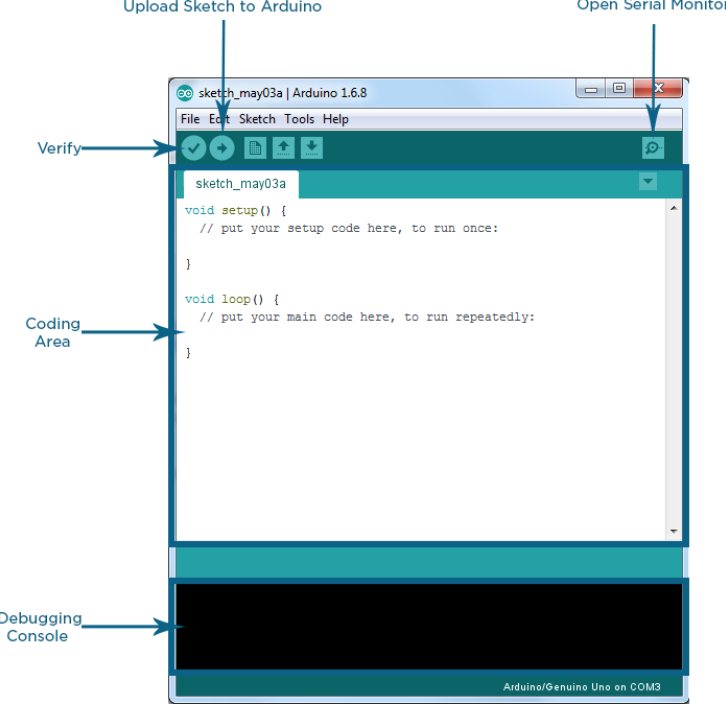 Upload Sketch to Arduino
Open Serial Monitor
sketch_may03a | Arduino 1.6.8
File Edit Sketch Tools Help
Verify
sketch_may03a
void setup() {
// put your setup code here, to run once:
}
void loop() {
// put your main code here, to run repeatedly:
}
Coding
Area
Debugging
Console
Arduino/Genuino Uno on COM3